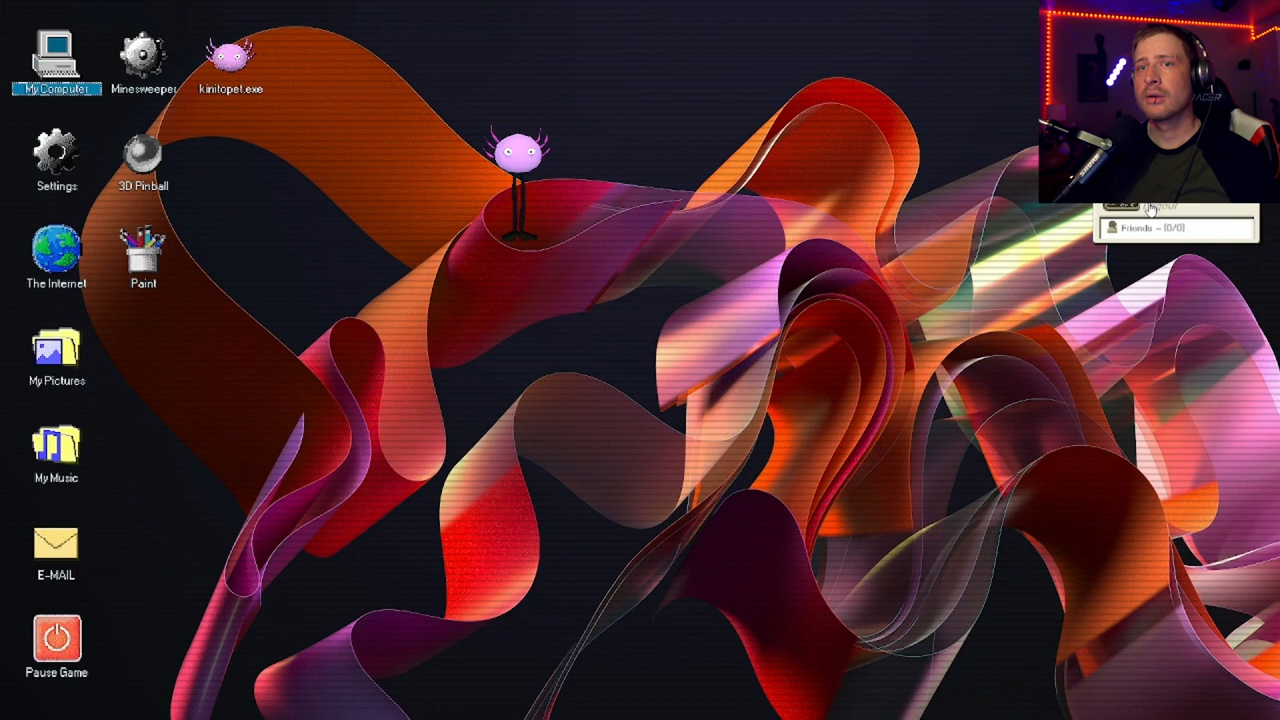 My Computer
Minesweeper
kinitopet.exe
Settings
3D Pinball
The Internet
Paint
My Pictures
My Music
E-MAIL
Pause Game
Friends - (0/0)